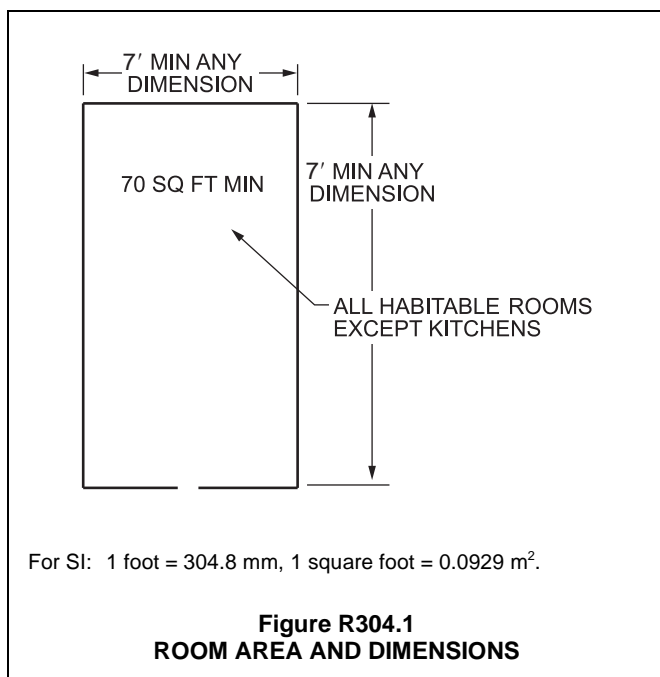 7′ MIN ANY
DIMENSION
70 SQ FT MIN
7′ MIN ANY
DIMENSION
ALL HABITABLE ROOMS
EXCEPT KITCHENS
For SI: 1 foot = 304.8 mm, 1 square foot = 0.0929 m².
Figure R304.1
ROOM AREA AND DIMENSIONS